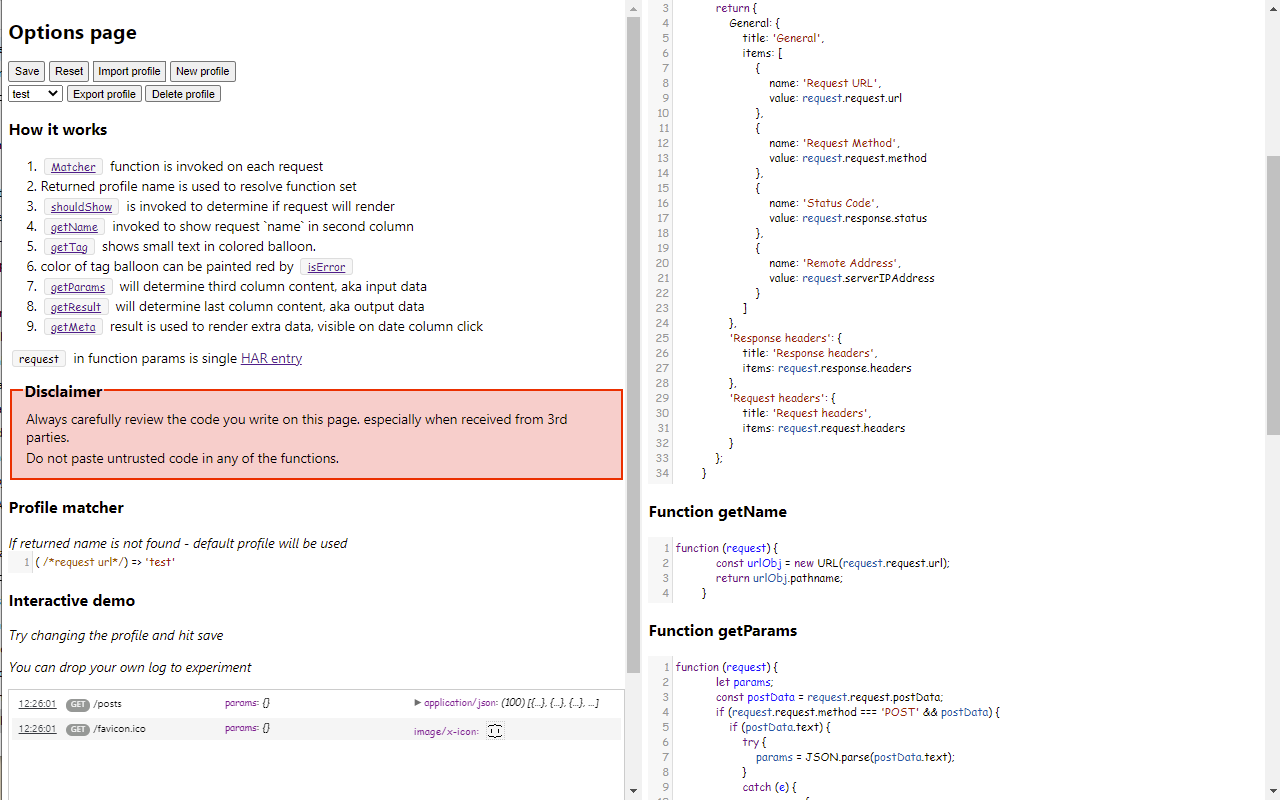 Options page
Save Reset Import profile New profile
test Export profile Delete profile
How it works
1. Matcher function is invoked on each request
2. Returned profile name is used to resolve function set
3. shouldShow is invoked to determine if request will render
4. getName invoked to show request `name` in second column
5. getTag shows small text in colored balloon.
6. color of tag balloon can be painted red by isError
7. getParams will determine third column content, aka input data
8. getResult will determine last column content, aka output data
9. getMeta result is used to render extra data, visible on date column click
request in function params is single HAR entry
Disclaimer
Always carefully review the code you write on this page. especially when received from 3rd
parties.
Do not paste untrusted code in any of the functions.
Profile matcher
If returned name is not found - default profile will be used
1 ( /*request url*/) => 'test'
Interactive demo
Try changing the profile and hit save
You can drop your own log to experiment
12:26:01 GET /posts params: {} ▶ application/json: (100) [{…}, {…}, {…}, …]
12:26:01 GET /favicon.ico params: {} image/x-icon:
3 return {
4 General: {
5 title: 'General',
6 items: [
7 {
8 name: 'Request URL',
9 value: request.request.url
10 },
11 {
12 name: 'Request Method',
13 value: request.request.method
14 },
15 {
16 name: 'Status Code',
17 value: request.response.status
18 },
19 {
20 name: 'Remote Address',
21 value: request.serverIPAddress
22 }
23 ]
24 },
25 'Response headers': {
26 title: 'Response headers',
27 items: request.response.headers
28 },
29 'Request headers': {
30 title: 'Request headers',
31 items: request.request.headers
32 }
33 };
34 }
Function getName
1 function (request) {
2 const urlObj = new URL(request.request.url);
3 return urlObj.pathname;
4 }
Function getParams
1 function (request) {
2 let params;
3 const postData = request.request.postData;
4 if (request.request.method === 'POST' && postData) {
5 if (postData.text) {
6 try {
7 params = JSON.parse(postData.text);
8 }
9 catch (e) {